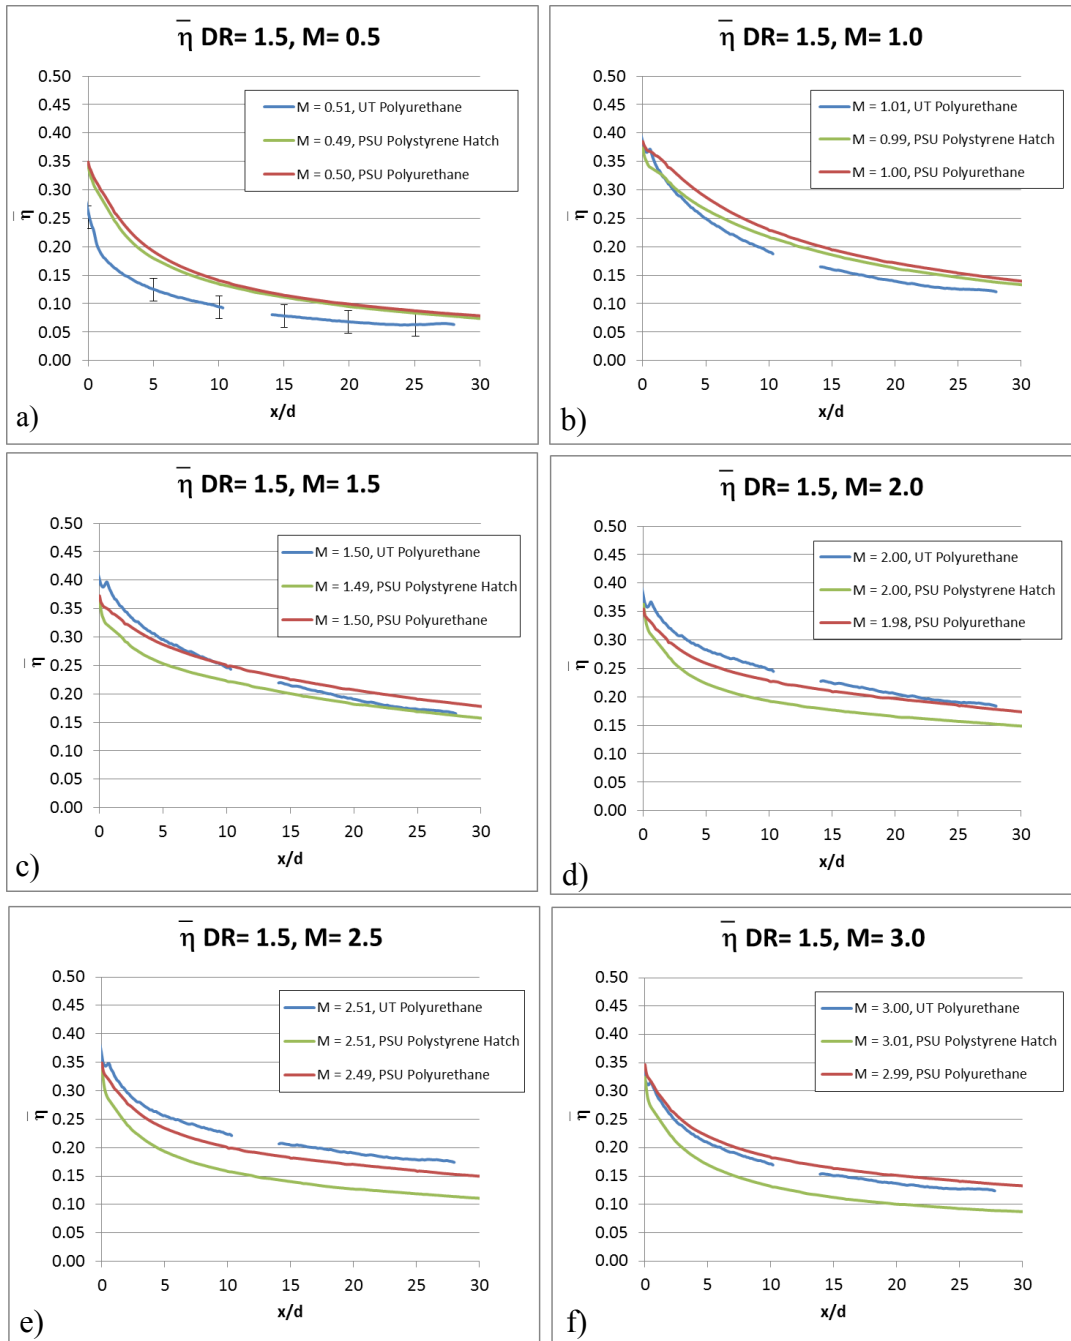 η̅ DR= 1.5, M= 0.5
0.50
0.45
0.40
0.35
0.30
0.25
0.20
0.15
0.10
0.05
0.00
η̅
M = 0.51, UT Polyurethane
M = 0.49, PSU Polystyrene Hatch
M = 0.50, PSU Polyurethane
0 5 10 15 20 25 30
x/d
a)
η̅ DR= 1.5, M= 1.0
0.50
0.45
0.40
0.35
0.30
0.25
0.20
0.15
0.10
0.05
0.00
η̅
M = 1.01, UT Polyurethane
M = 0.99, PSU Polystyrene Hatch
M = 1.00, PSU Polyurethane
0 5 10 15 20 25 30
x/d
b)
η̅ DR= 1.5, M= 1.5
0.50
0.45
0.40
0.35
0.30
0.25
0.20
0.15
0.10
0.05
0.00
η̅
M = 1.50, UT Polyurethane
M = 1.49, PSU Polystyrene Hatch
M = 1.50, PSU Polyurethane
0 5 10 15 20 25 30
x/d
c)
η̅ DR= 1.5, M= 2.0
0.50
0.45
0.40
0.35
0.30
0.25
0.20
0.15
0.10
0.05
0.00
η̅
M = 2.00, UT Polyurethane
M = 2.00, PSU Polystyrene Hatch
M = 1.98, PSU Polyurethane
0 5 10 15 20 25 30
x/d
d)
η̅ DR= 1.5, M= 2.5
0.50
0.45
0.40
0.35
0.30
0.25
0.20
0.15
0.10
0.05
0.00
η̅
M = 2.51, UT Polyurethane
M = 2.51, PSU Polystyrene Hatch
M = 2.49, PSU Polyurethane
0 5 10 15 20 25 30
x/d
e)
η̅ DR= 1.5, M= 3.0
0.50
0.45
0.40
0.35
0.30
0.25
0.20
0.15
0.10
0.05
0.00
η̅
M = 3.00, UT Polyurethane
M = 3.01, PSU Polystyrene Hatch
M = 2.99, PSU Polyurethane
0 5 10 15 20 25 30
x/d
f)